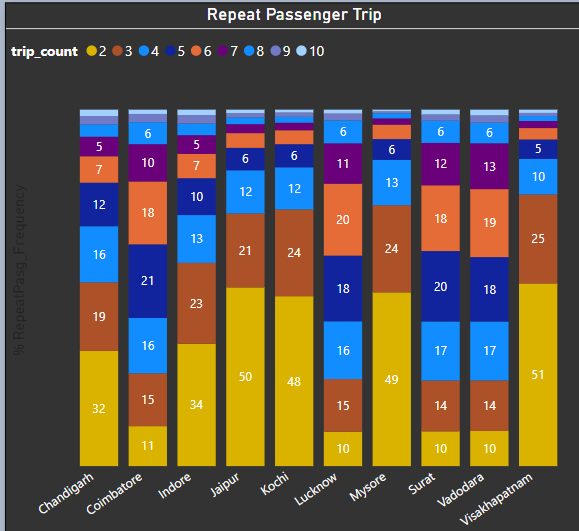 Repeat Passenger Trip
trip_count 2 3 4 5 6 7 8 9 10
% RepeatPasg_Frequency
5 7 12 16 19 32
6 10 18 21 16 15 11
5 7 10 13 23 34
6 12 21 50
6 12 24 48
6 11 20 18 16 15 10
6 13 24 49
6 12 18 20 17 14 10
6 13 19 18 17 14 10
5 10 25 51
Chandigarh
Coimbatore
Indore
Jaipur
Kochi
Lucknow
Mysore
Surat
Vadodara
Visakhapatnam